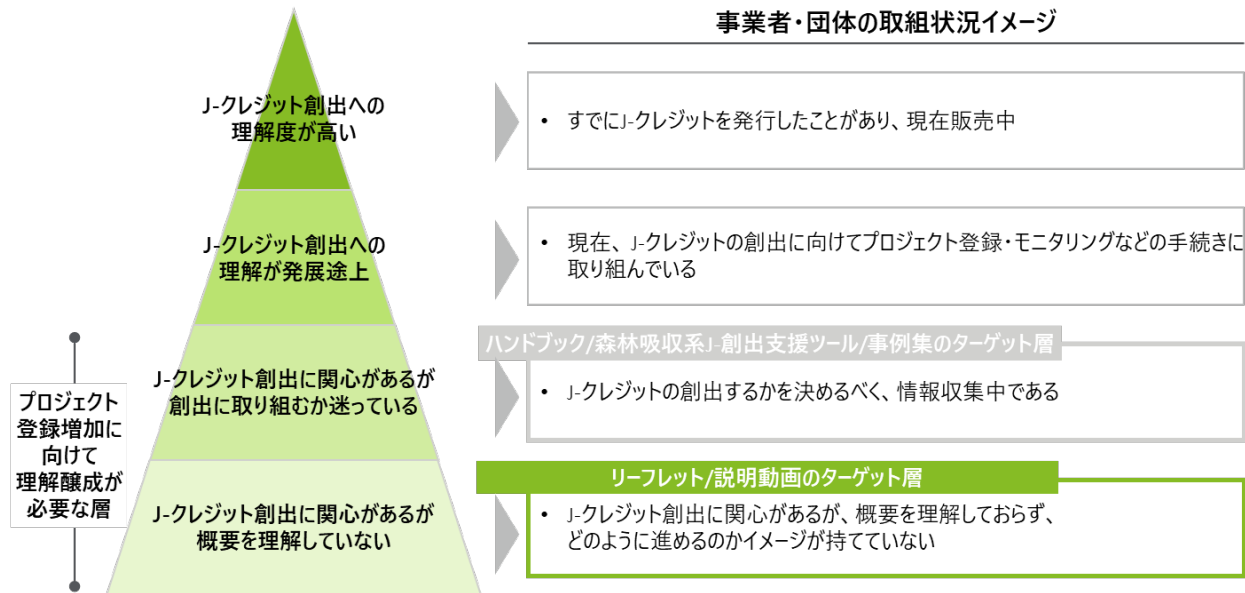 事業者・団体の取組状況イメージ
J-クレジット創出への
理解度が高い
• すでにJ-クレジットを発行したことがあり、現在販売中
J-クレジット創出への
理解が発展途上
• 現在、J-クレジットの創出に向けてプロジェクト登録・モニタリングなどの手続きに
取り組んでいる
プロジェクト
登録増加に
向けて
理解醸成が
必要な層
J-クレジット創出に関心があるが
創出に取り組むか迷っている
ハンドブック/森林吸収系J-創出支援ツール/事例集のターゲット層
• J-クレジットの創出するかを決めるべく、情報収集中である
J-クレジット創出に関心があるが
概要を理解していない
リーフレット/説明動画のターゲット層
• J-クレジット創出に関心があるが、概要を理解しておらず、
どのように進めるのかイメージが持てていない